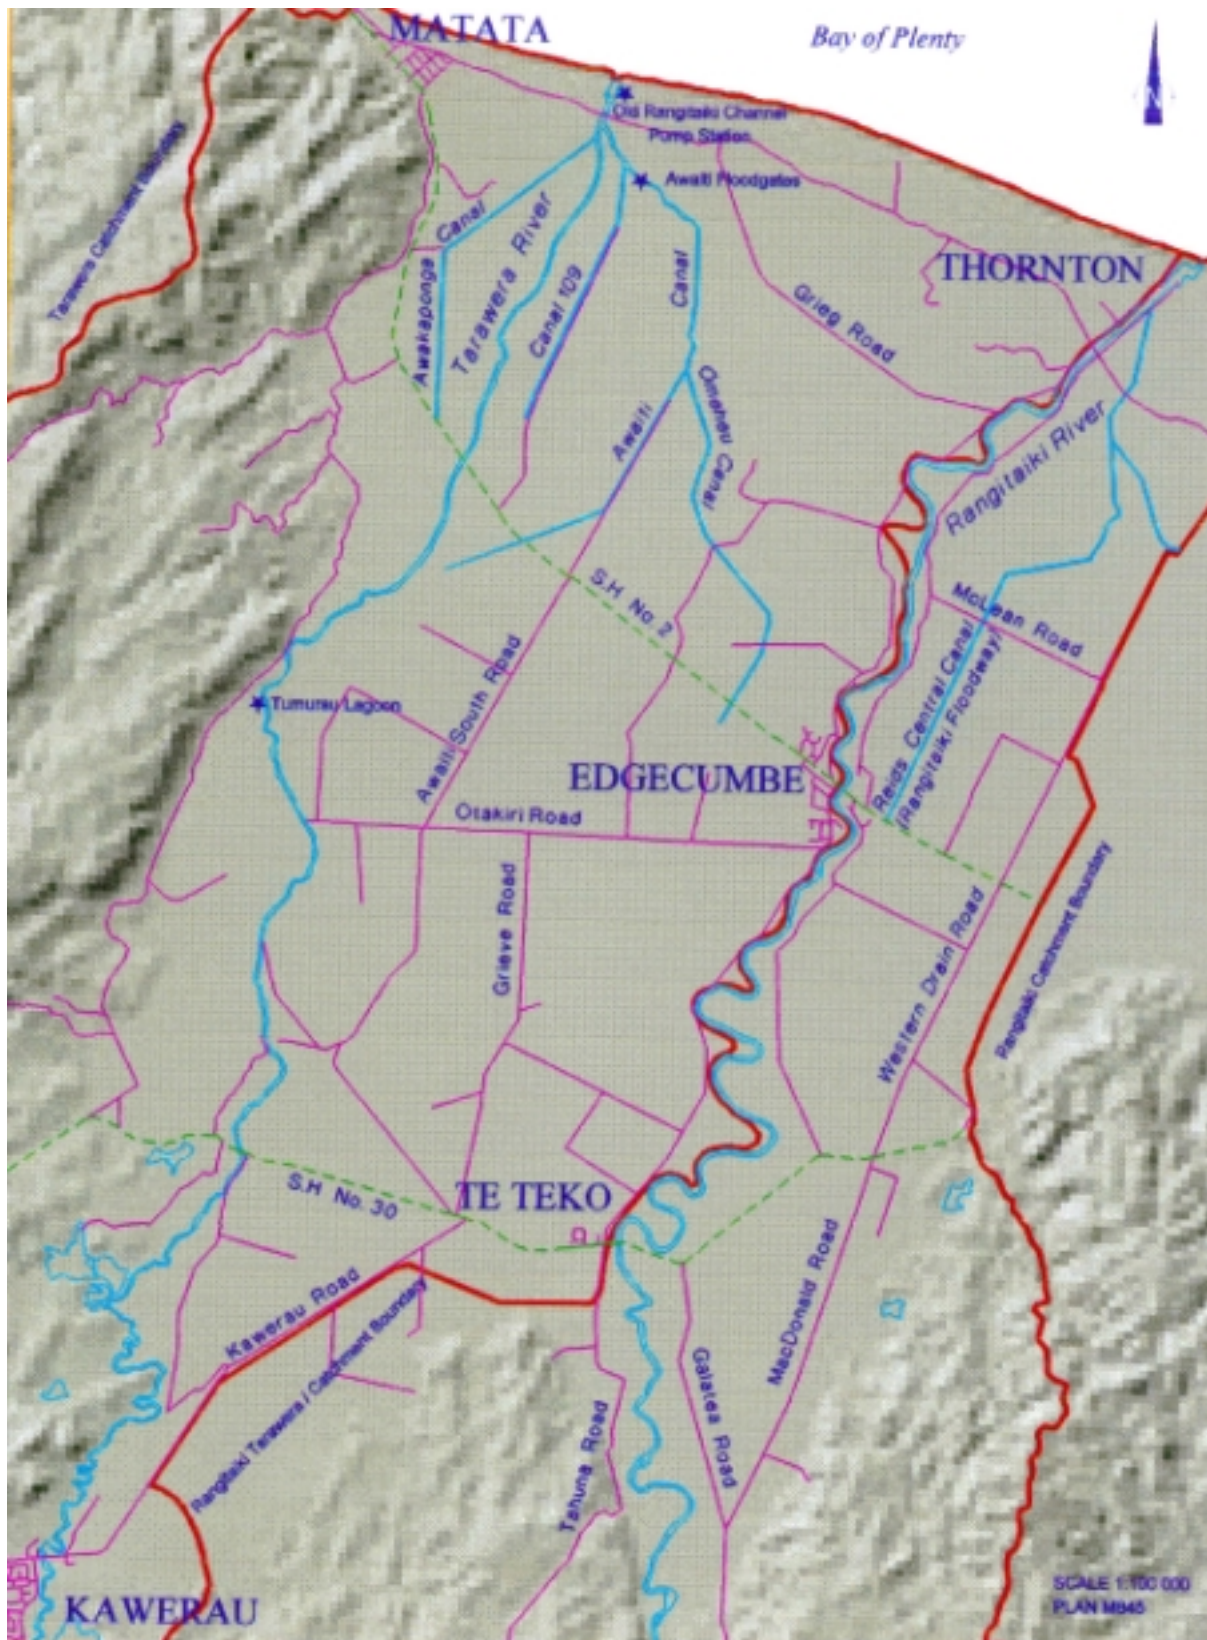 MATATA
Bay of Plenty
N
Old Rangitaiki Channel
Pump Station
Awaiti Floodgates
Tarawera Catchment Boundary
Canal
Tarawera River
Canal 109
Canal
THORNTON
Awakaponga
Grieg Road
Awaiti
Omehau Canal
Rangitaiki River
S.H No. 2
McLean Road
Tumurau Lagoon
Awaiti South Road
Reids Central Canal
(Rangitaiki Floodway)
EDGECUMBE
Otakiri Road
Grieve Road
Western Drain Road
Rangitaiki Catchment Boundary
S.H No. 30
TE TEKO
Kawerau Road
MacDonald Road
Rangitaiki Tarawera / Catchment Boundary
Galatea Road
Tahuna Road
KAWERAU
SCALE 1:100 000
PLAN M845